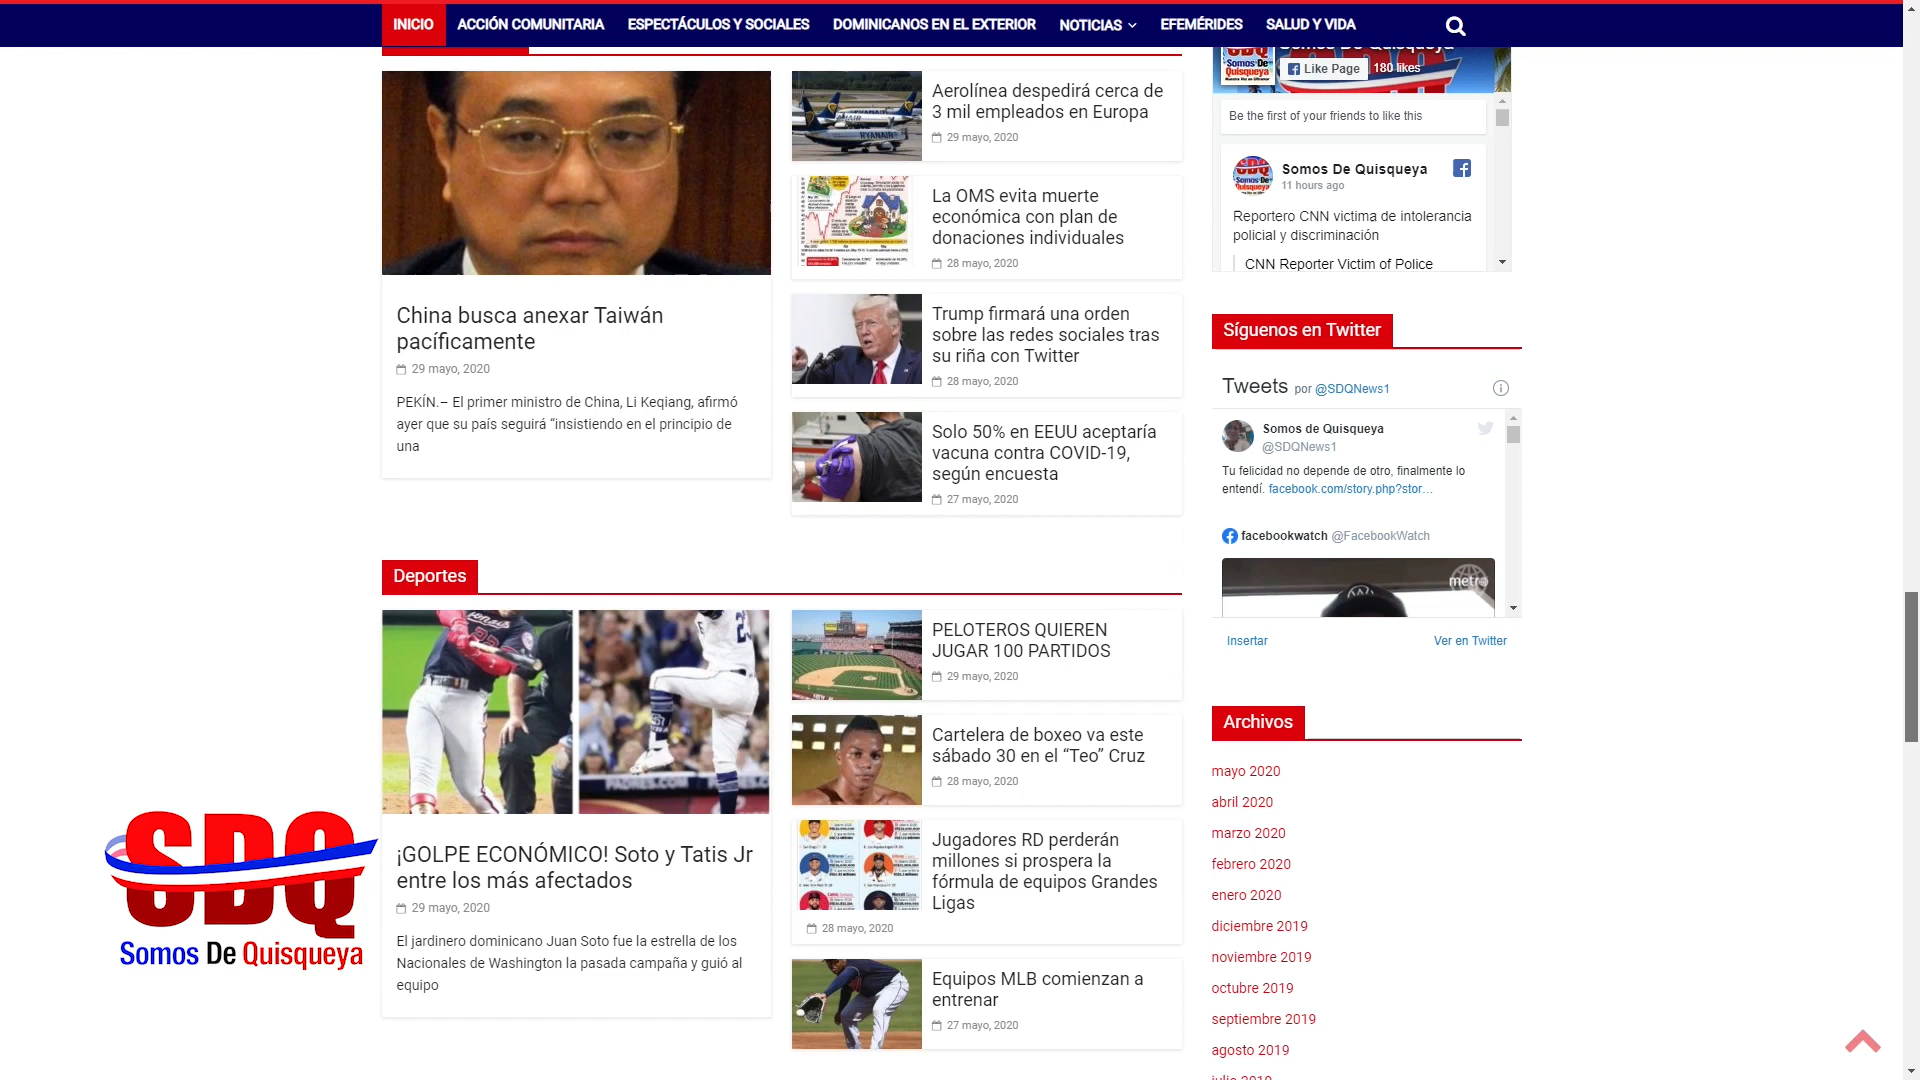 INICIO
ACCIÓN COMUNITARIA
ESPECTÁCULOS Y SOCIALES
DOMINICANOS EN EL EXTERIOR
NOTICIAS
EFEMÉRIDES
SALUD Y VIDA
China busca anexar Taiwán
pacíficamente
29 mayo, 2020
PEKÍN.– El primer ministro de China, Li Keqiang, afirmó
ayer que su país seguirá “insistiendo en el principio de
una
Aerolínea despedirá cerca de
3 mil empleados en Europa
29 mayo, 2020
La OMS evita muerte
económica con plan de
donaciones individuales
28 mayo, 2020
Trump firmará una orden
sobre las redes sociales tras
su riña con Twitter
28 mayo, 2020
Solo 50% en EEUU aceptaría
vacuna contra COVID-19,
según encuesta
27 mayo, 2020
Deportes
¡GOLPE ECONÓMICO! Soto y Tatis Jr
entre los más afectados
29 mayo, 2020
El jardinero dominicano Juan Soto fue la estrella de los
Nacionales de Washington la pasada campaña y guió al
equipo
PELOTEROS QUIEREN
JUGAR 100 PARTIDOS
29 mayo, 2020
Cartelera de boxeo va este
sábado 30 en el “Teo” Cruz
28 mayo, 2020
Jugadores RD perderán
millones si prospera la
fórmula de equipos Grandes
Ligas
28 mayo, 2020
Equipos MLB comienzan a
entrenar
27 mayo, 2020
SDQ
Somos De Quisqueya
Somos De Quisqueya
Like Page
180 likes
Be the first of your friends to like this
Somos De Quisqueya
11 hours ago
Reportero CNN victima de intolerancia
policial y discriminación
CNN Reporter Victim of Police
Síguenos en Twitter
Tweets por @SDQNews1
Somos de Quisqueya
@SDQNews1
Tu felicidad no depende de otro, finalmente lo
entendí. facebook.com/story.php?stor…
facebookwatch @FacebookWatch
metro
Insertar
Ver en Twitter
Archivos
mayo 2020
abril 2020
marzo 2020
febrero 2020
enero 2020
diciembre 2019
noviembre 2019
octubre 2019
septiembre 2019
agosto 2019
julio 2019